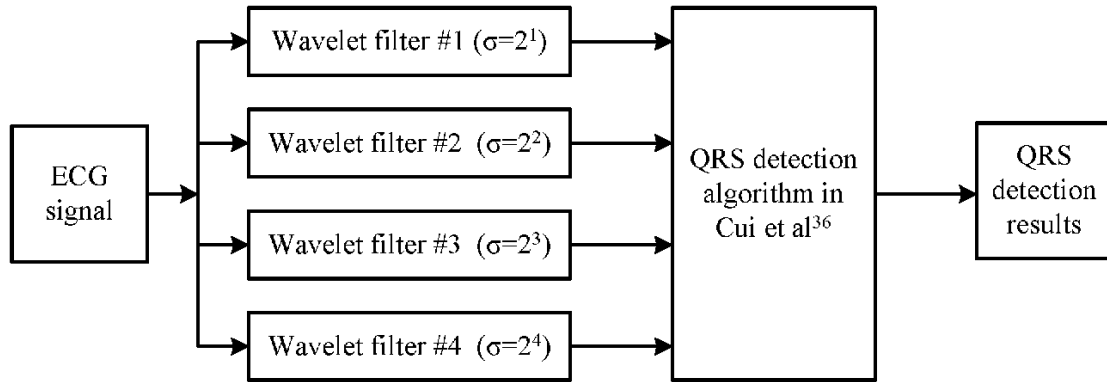 ECG
signal
Wavelet filter #1 (σ=2¹)
Wavelet filter #2 (σ=2²)
Wavelet filter #3 (σ=2³)
Wavelet filter #4 (σ=2⁴)
QRS detection
algorithm in
Cui et al³⁶
QRS
detection
results